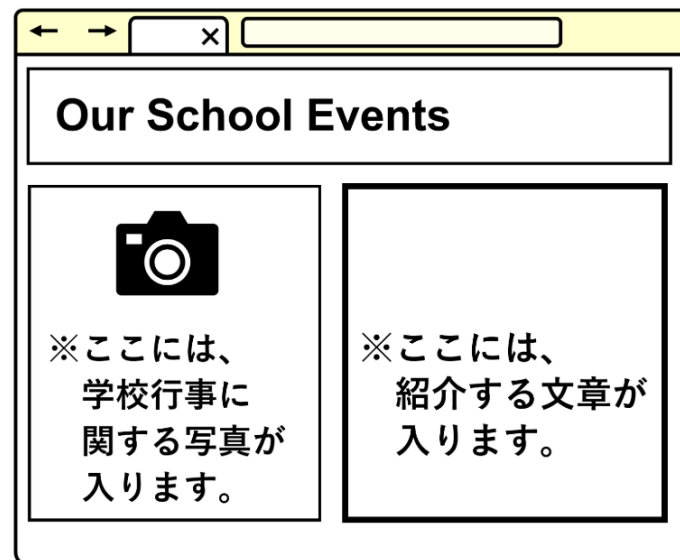 Our School Events
※ここには、
学校行事に
関する写真が
入ります。
※ここには、
紹介する文章が
入ります。